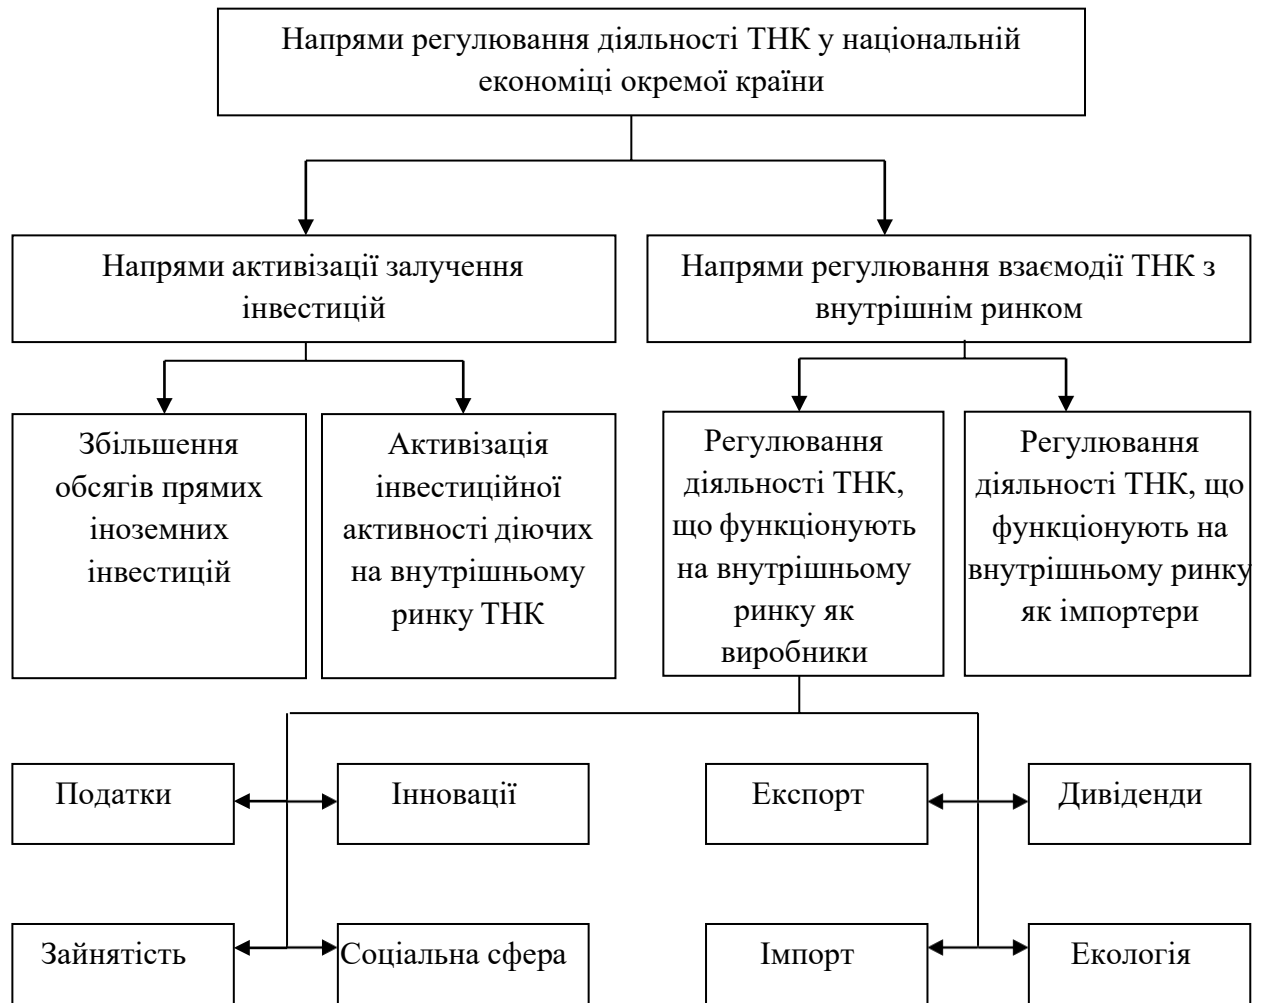 Напрями регулювання діяльності ТНК у національній
економіці окремої країни
Напрями активізації залучення
інвестицій
Напрями регулювання взаємодії ТНК з
внутрішнім ринком
Збільшення
обсягів прямих
іноземних
інвестицій
Активізація
інвестиційної
активності діючих
на внутрішньому
ринку ТНК
Регулювання
діяльності ТНК,
що функціонують
на внутрішньому
ринку як
виробники
Регулювання
діяльності ТНК, що
функціонують на
внутрішньому ринку
як імпортери
Податки
Інновації
Експорт
Дивіденди
Зайнятість
Соціальна сфера
Імпорт
Екологія